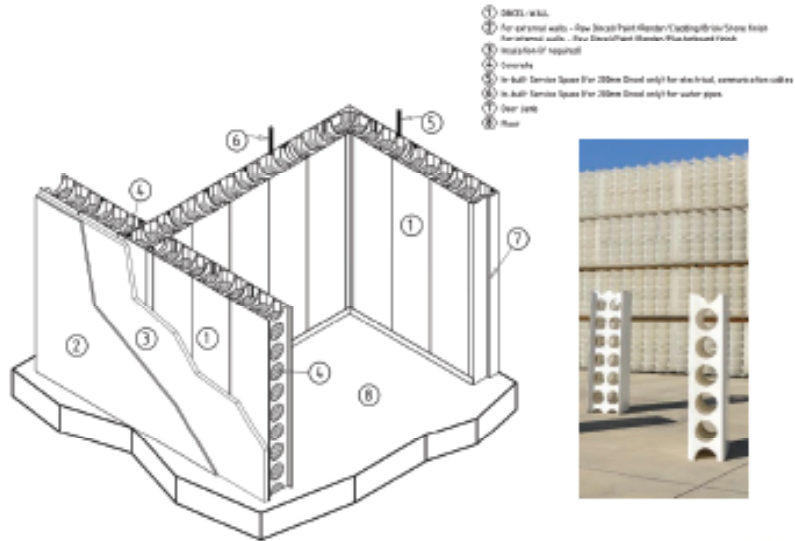 1 DINCEL-WALL
2 For external walls - Raw Dincel/Paint/Render/Cladding/Brick/Stone finish
For internal walls - Raw Dincel/Paint/Render/Plasterboard finish
3 Insulation (if required)
4 Concrete
5 In-built Service Space (for 200mm Dincel only) for electrical, communication cables
6 In-built Service Space (for 200mm Dincel only) for water pipes
7 Door jamb
8 Floor
5
6
4
1
7
3
1
2
4
8